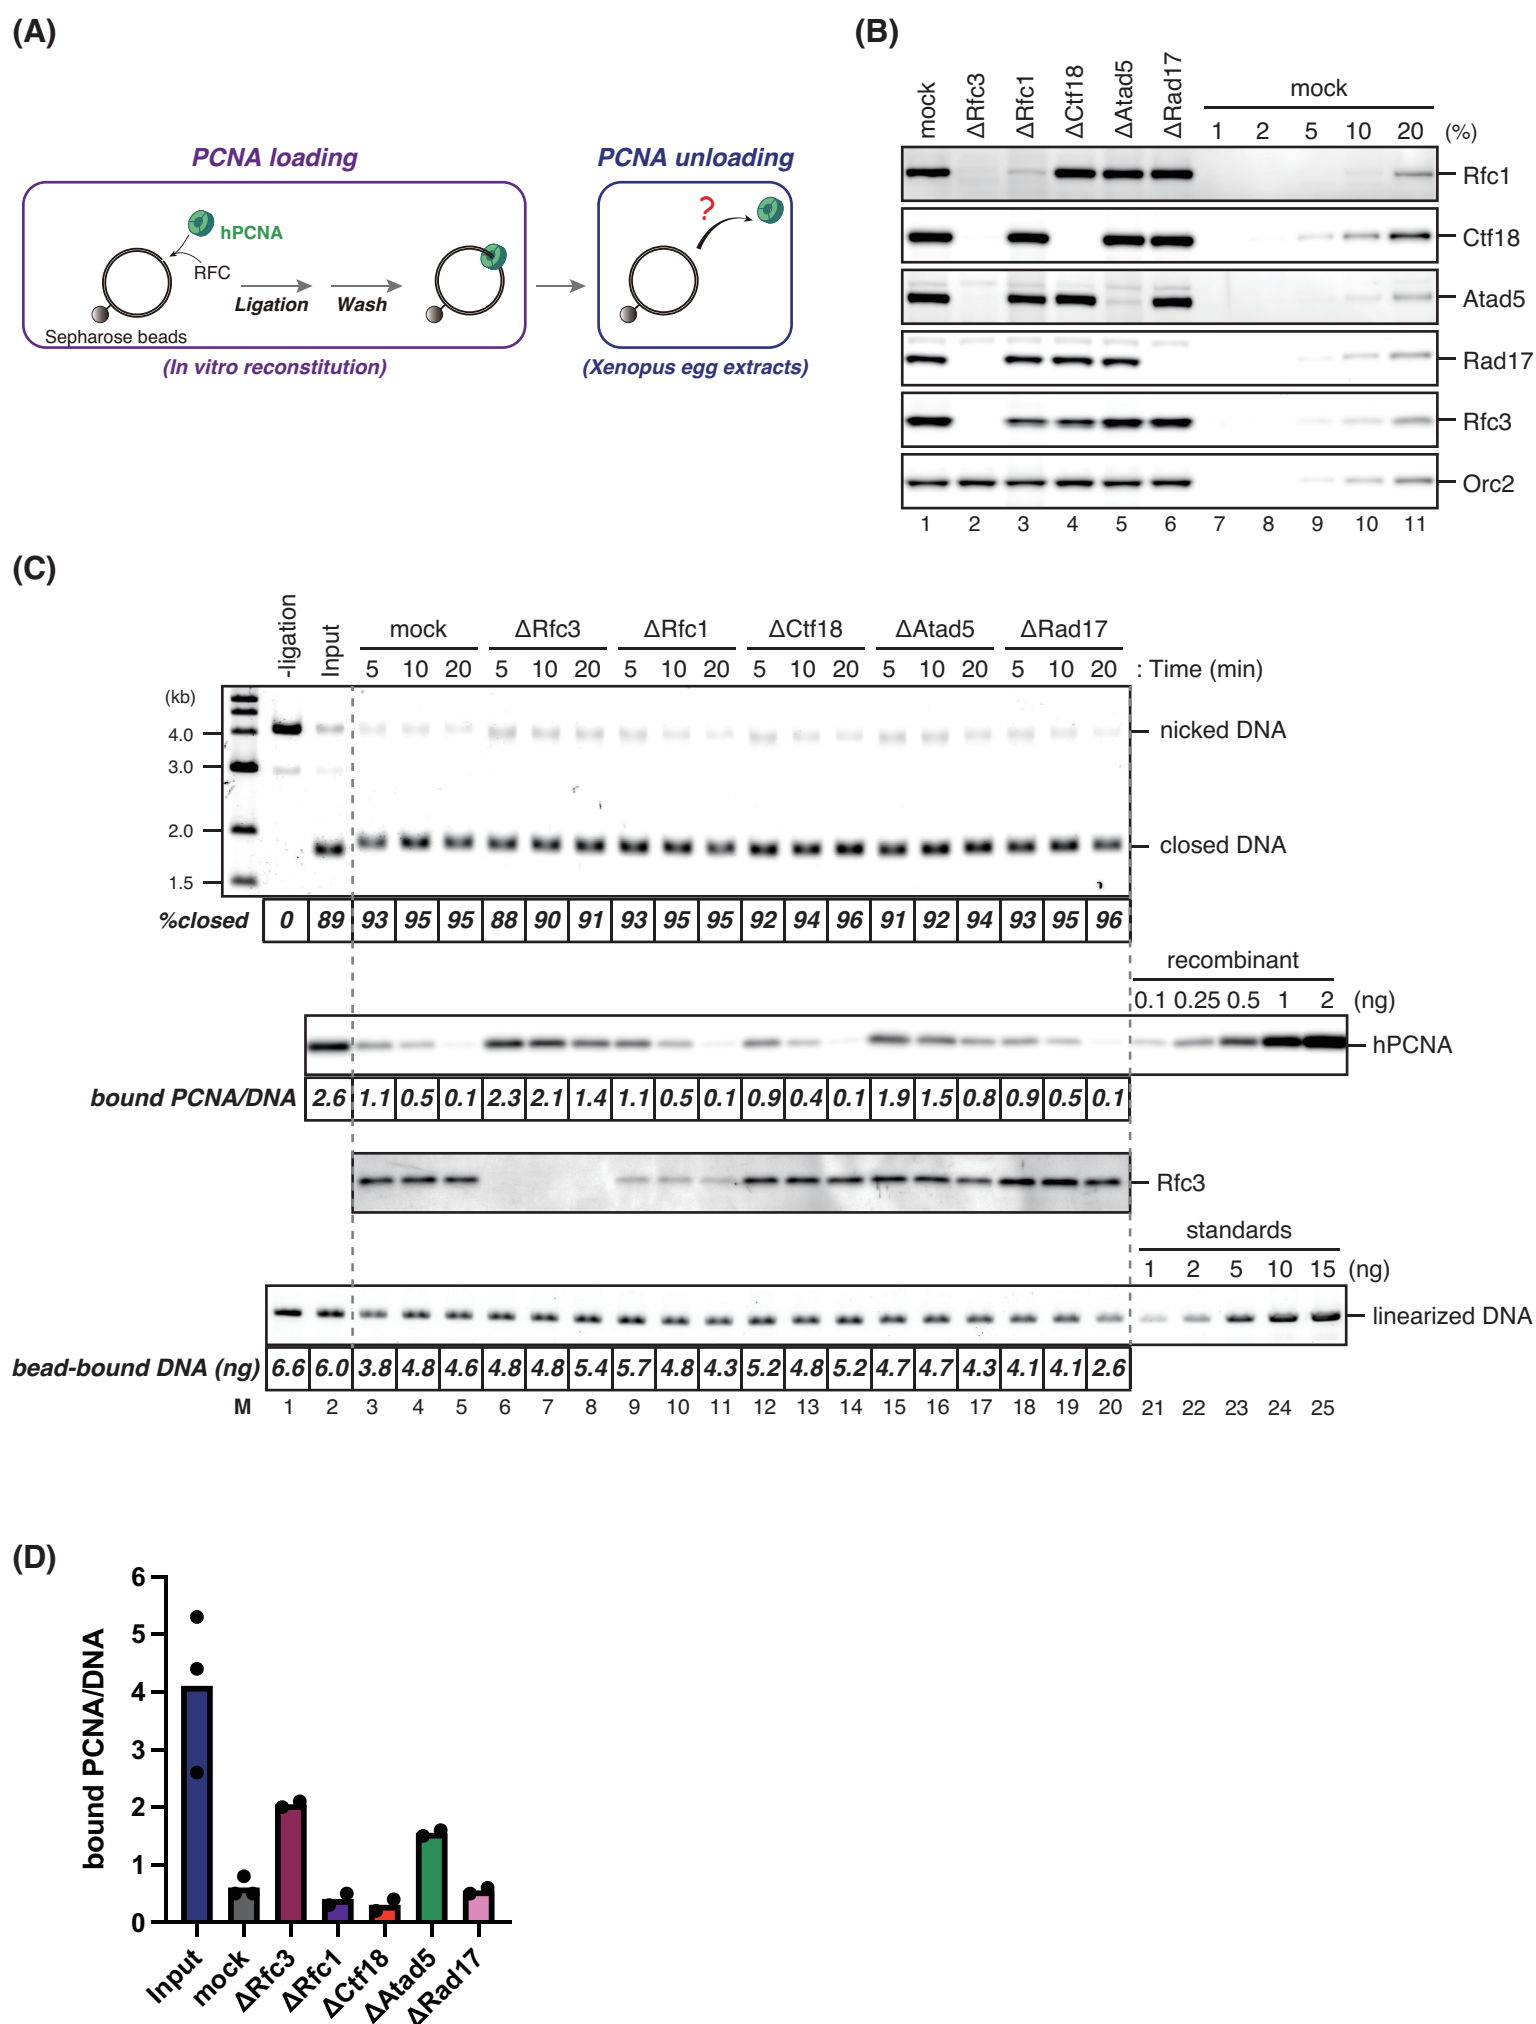 (A)
PCNA loading
PCNA unloading
hPCNA
RFC
Ligation
Wash
Sepharose beads
?
(In vitro reconstitution)
(Xenopus egg extracts)
(B)
mock
ΔRfc3
ΔRfc1
ΔCtf18
ΔAtad5
ΔRad17
mock
1 2 5 10 20 (%)
Rfc1
Ctf18
Atad5
Rad17
Rfc3
Orc2
1 2 3 4 5 6 7 8 9 10 11
(C)
-ligation
Input
mock ΔRfc3 ΔRfc1 ΔCtf18 ΔAtad5 ΔRad17
5 10 20 5 10 20 5 10 20 5 10 20 5 10 20 5 10 20 : Time (min)
(kb)
4.0
3.0
2.0
1.5
nicked DNA
closed DNA
%closed 0 89 93 95 95 88 90 91 93 95 95 92 94 96 91 92 94 93 95 96
recombinant
0.1 0.25 0.5 1 2 (ng)
hPCNA
bound PCNA/DNA 2.6 1.1 0.5 0.1 2.3 2.1 1.4 1.1 0.5 0.1 0.9 0.4 0.1 1.9 1.5 0.8 0.9 0.5 0.1
Rfc3
standards
1 2 5 10 15 (ng)
linearized DNA
bead-bound DNA (ng) 6.6 6.0 3.8 4.8 4.6 4.8 4.8 5.4 5.7 4.8 4.3 5.2 4.8 5.2 4.7 4.7 4.3 4.1 4.1 2.6
M 1 2 3 4 5 6 7 8 9 10 11 12 13 14 15 16 17 18 19 20 21 22 23 24 25
(D)
bound PCNA/DNA
6
5
4
3
2
1
0
Input
mock
ΔRfc3
ΔRfc1
ΔCtf18
ΔAtad5
ΔRad17